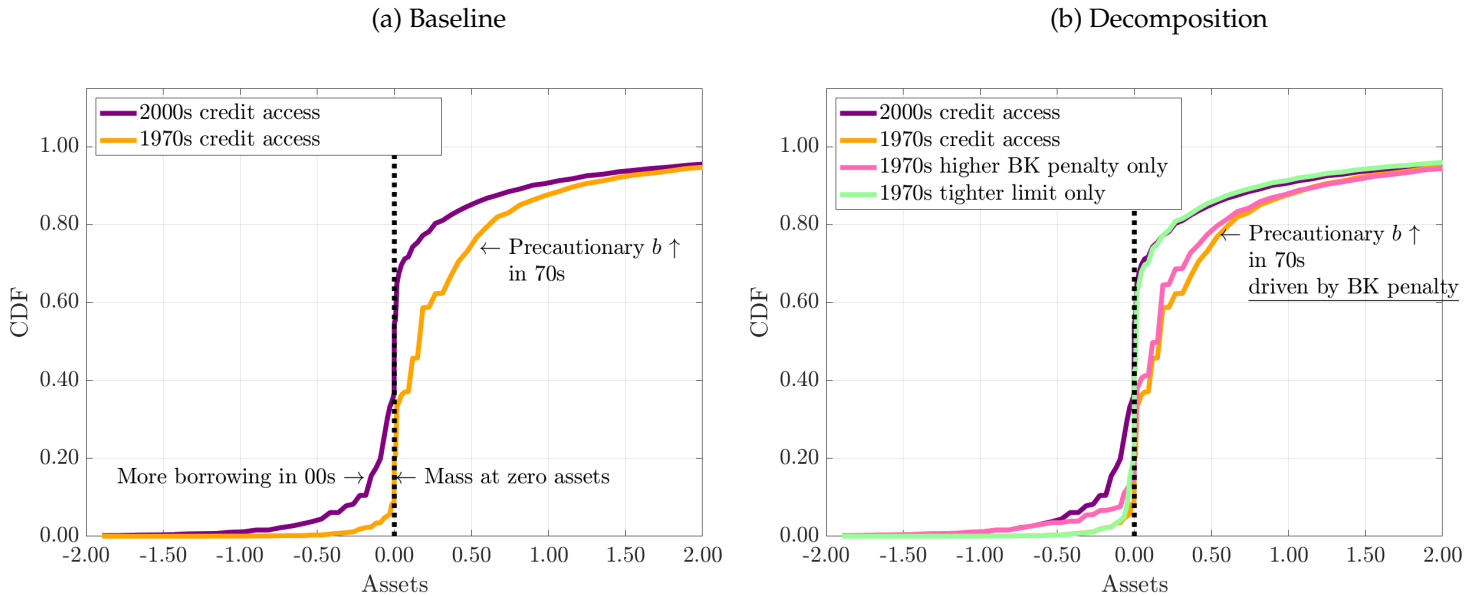 (a) Baseline
2000s credit access
1970s credit access
1.00
0.80
0.60
0.40
0.20
0.00
CDF
← Precautionary b ↑
in 70s
More borrowing in 00s →
← Mass at zero assets
-2.00
-1.50
-1.00
-0.50
0.00
0.50
1.00
1.50
2.00
Assets
(b) Decomposition
2000s credit access
1970s credit access
1970s higher BK penalty only
1970s tighter limit only
1.00
0.80
0.60
0.40
0.20
0.00
CDF
← Precautionary b ↑
in 70s
driven by BK penalty
-2.00
-1.50
-1.00
-0.50
0.00
0.50
1.00
1.50
2.00
Assets